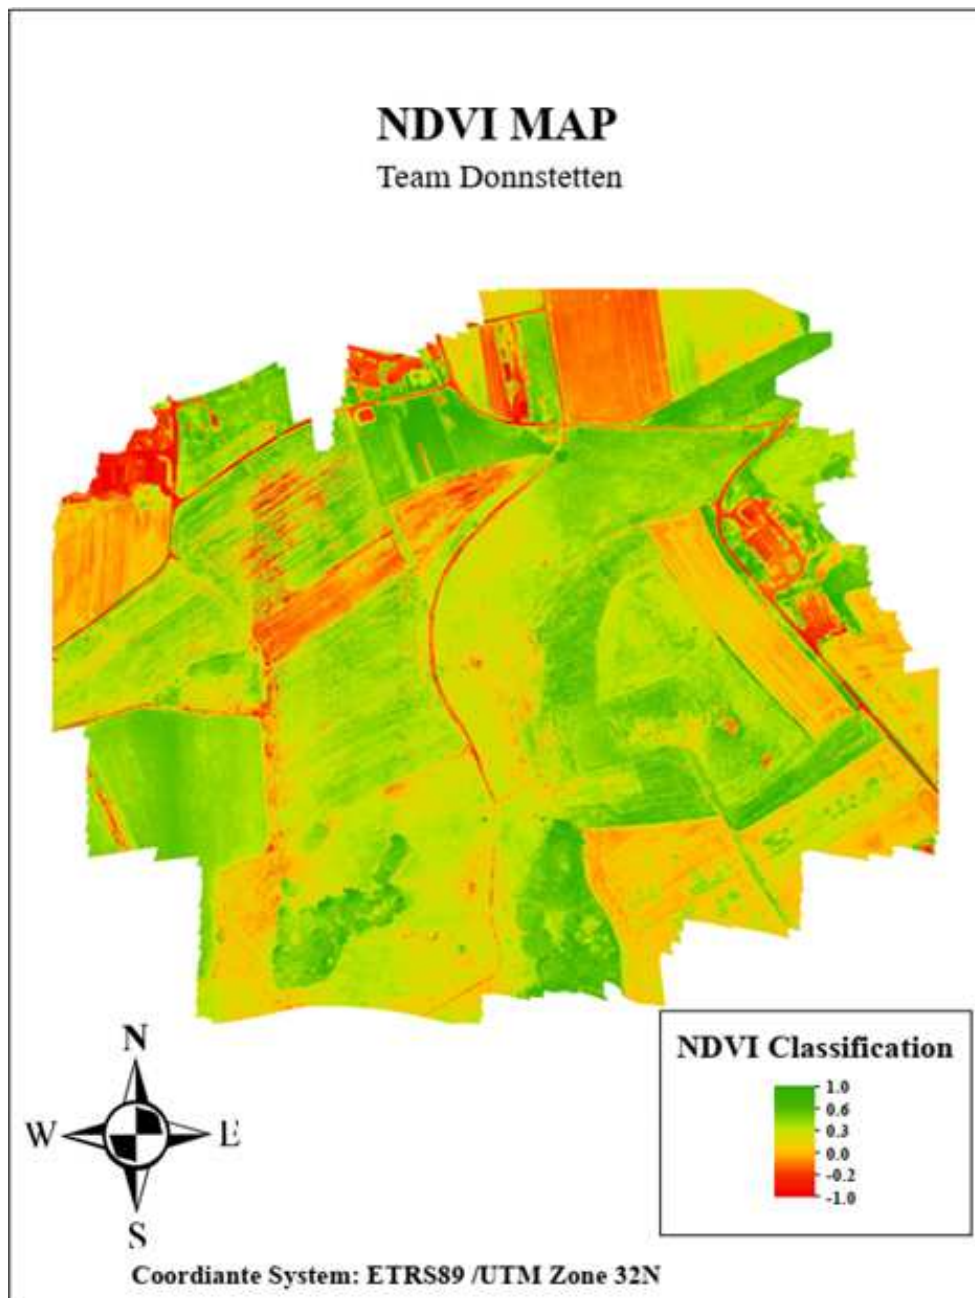 NDVI MAP
Team Donnstetten
NDVI Classification
1.0
0.6
0.3
0.0
-0.2
-1.0
N
W E
S
Coordiante System: ETRS89 /UTM Zone 32N